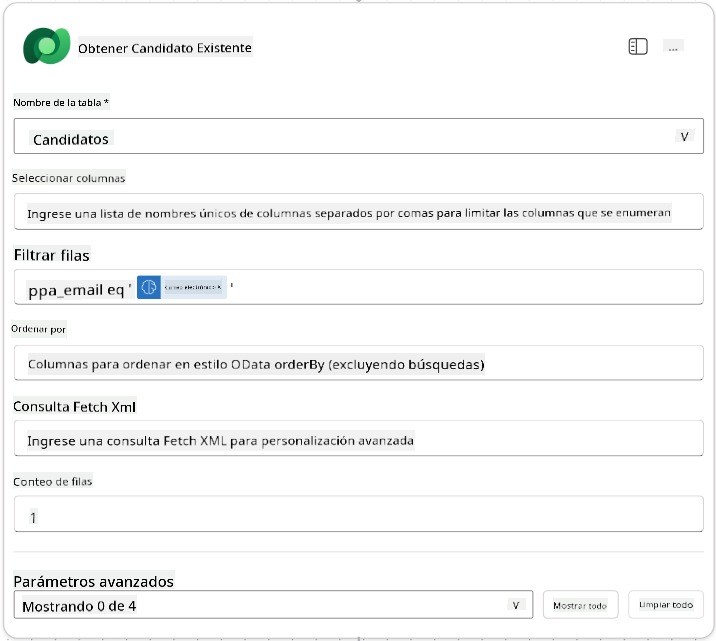 Obtener Candidato Existente
...
Nombre de la tabla *
Candidatos
V
Seleccionar columnas
Ingrese una lista de nombres únicos de columnas separados por comas para limitar las columnas que se enumeran
Filtrar filas
ppa_email eq ' Correo electrónico x '
Ordenar por
Columnas para ordenar en estilo OData orderBy (excluyendo búsquedas)
Consulta Fetch Xml
Ingrese una consulta Fetch XML para personalización avanzada
Conteo de filas
1
Parámetros avanzados
Mostrando 0 de 4 V Mostrar todo Limpiar todo